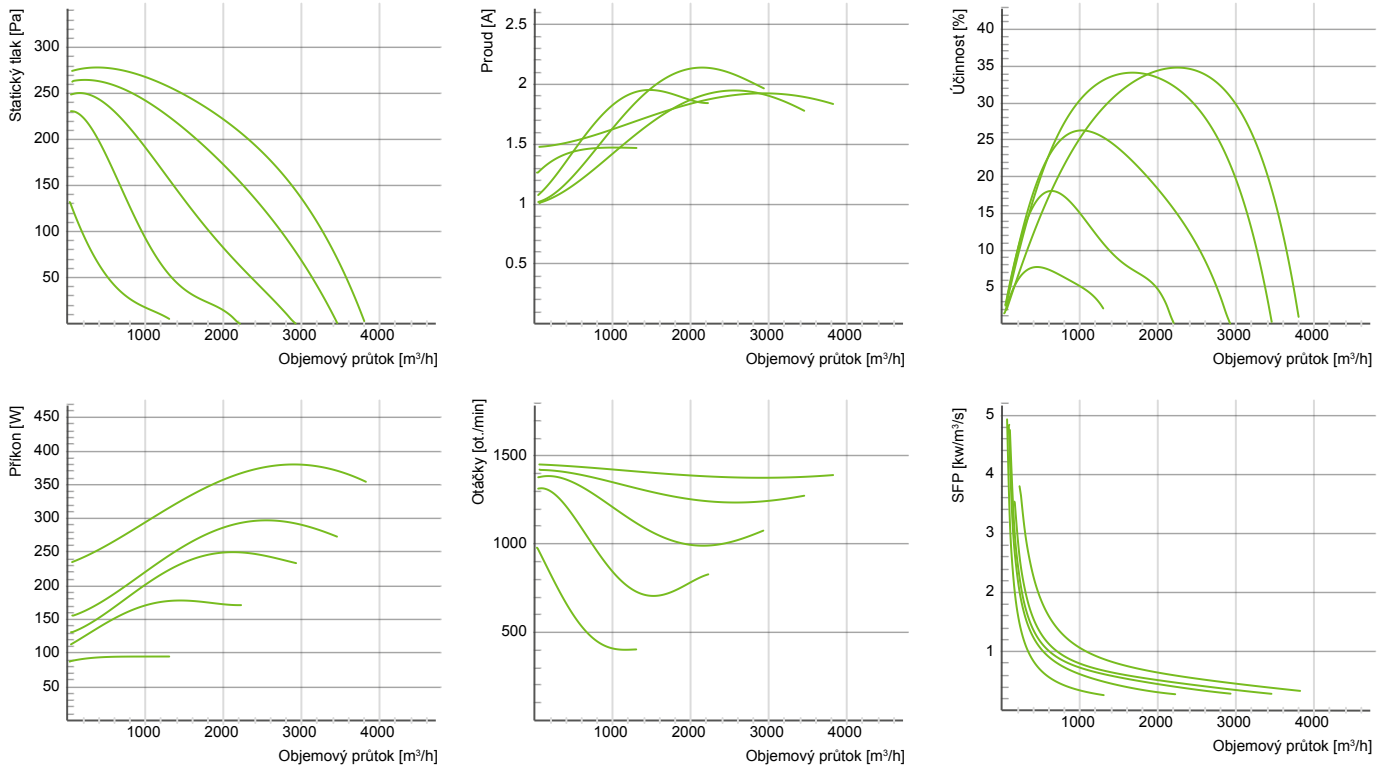 Statický tlak [Pa]
300
250
200
150
100
50
1000 2000 3000 4000
Objemový průtok [m³/h]
Proud [A]
2.5
2
1.5
1
0.5
1000 2000 3000 4000
Objemový průtok [m³/h]
Účinnost [%]
40
35
30
25
20
15
10
5
1000 2000 3000 4000
Objemový průtok [m³/h]
Příkon [W]
450
400
350
300
250
200
150
100
50
1000 2000 3000 4000
Objemový průtok [m³/h]
Otáčky [ot./min]
1500
1000
500
1000 2000 3000 4000
Objemový průtok [m³/h]
SFP [kw/m³/s]
5
4
3
2
1
1000 2000 3000 4000
Objemový průtok [m³/h]